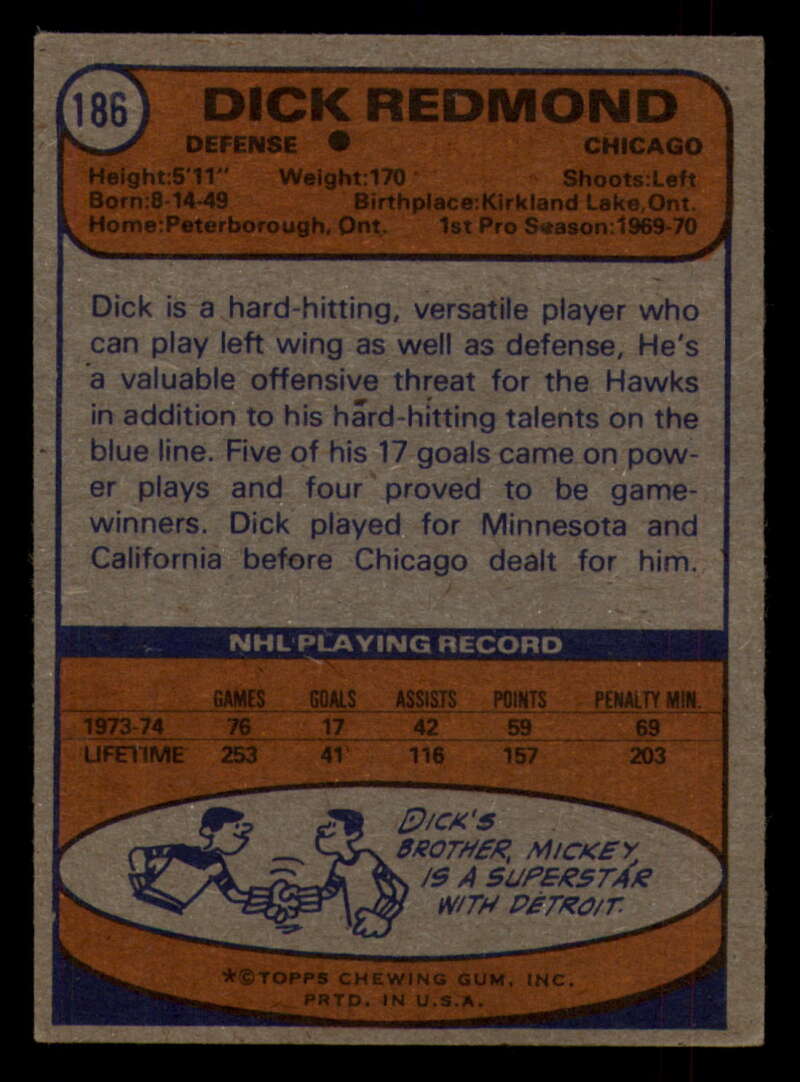 186
DICK REDMOND
DEFENSE ● CHICAGO
Height:5'11" Weight:170 Shoots:Left
Born:8-14-49 Birthplace:Kirkland Lake,Ont.
Home:Peterborough, Ont. 1st Pro Season:1969-70
Dick is a hard-hitting, versatile player who
can play left wing as well as defense, He's
a valuable offensive threat for the Hawks
in addition to his hard-hitting talents on the
blue line. Five of his 17 goals came on pow-
er plays and four proved to be game-
winners. Dick played for Minnesota and
California before Chicago dealt for him.
NHL PLAYING RECORD
GAMES GOALS ASSISTS POINTS PENALTY MIN.
1973-74 76 17 42 59 69
LIFETIME 253 41 116 157 203
DICK'S
BROTHER, MICKEY,
IS A SUPERSTAR
WITH DETROIT.
*©TOPPS CHEWING GUM, INC.
PRTD. IN U.S.A.